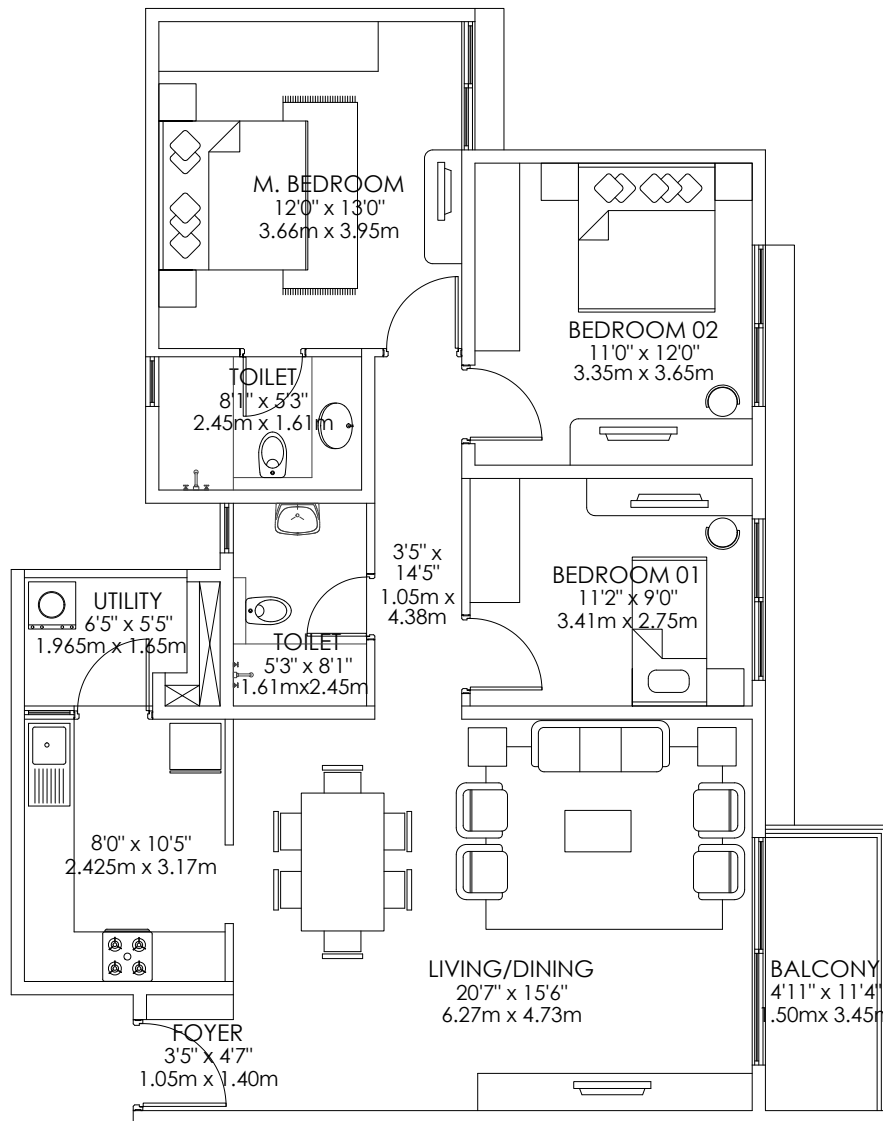 M. BEDROOM
12'0" x 13'0"
3.66m x 3.95m
BEDROOM 02
11'0" x 12'0"
3.35m x 3.65m
TOILET
8'1" x 5'3"
2.45m x 1.61m
3'5" x
14'5"
1.05m x
4.38m
BEDROOM 01
11'2" x 9'0"
3.41m x 2.75m
UTILITY
6'5" x 5'5"
1.965m x 1.65m
TOILET
5'3" x 8'1"
1.61mx2.45m
8'0" x 10'5"
2.425m x 3.17m
LIVING/DINING
20'7" x 15'6"
6.27m x 4.73m
BALCONY
4'11" x 11'4"
1.50mx 3.45m
FOYER
3'5" x 4'7"
1.05m x 1.40m